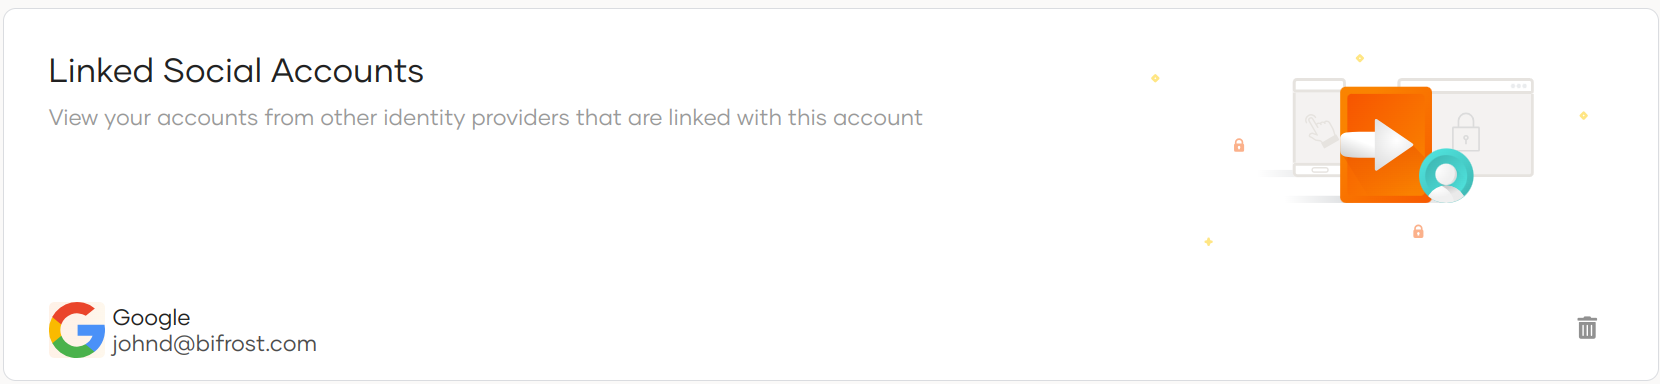 Linked Social Accounts
View your accounts from other identity providers that are linked with this account
Google
johnd@bifrost.com